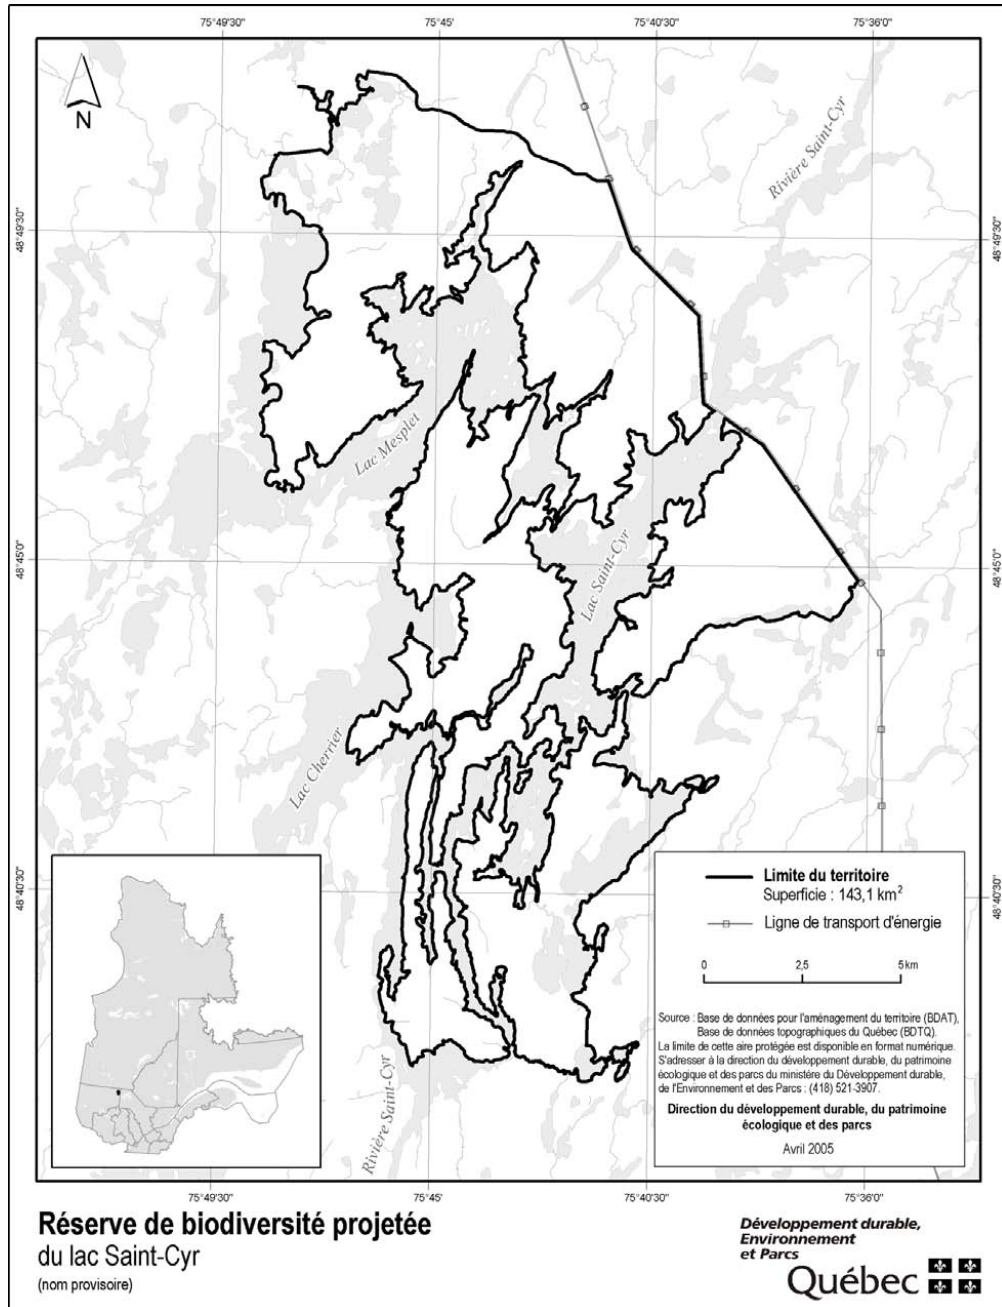 75°49'30"
75°45'
75°40'30"
75°36'0"
N
Rivière Saint-Cyr
48°49'30"
48°49'30"
Lac Mesplet
48°45'0"
48°45'0"
Lac Saint-Cyr
Lac Cherrier
48°40'30"
48°40'30"
Limite du territoire
Superficie : 143,1 km²
Ligne de transport d'énergie
0 2,5 5 km
Source : Base de données pour l'aménagement du territoire (BDAT),
Base de données topographiques du Québec (BDTQ).
La limite de cette aire protégée est disponible en format numérique.
S'adresser à la direction du développement durable, du patrimoine
écologique et des parcs du ministère du Développement durable,
de l'Environnement et des Parcs : (418) 521-3907.
Direction du développement durable, du patrimoine
écologique et des parcs
Avril 2005
Rivière Saint-Cyr
75°49'30"
75°45'
75°40'30"
75°36'0"
Réserve de biodiversité projetée
du lac Saint-Cyr
(nom provisoire)
Développement durable,
Environnement
et Parcs
Québec